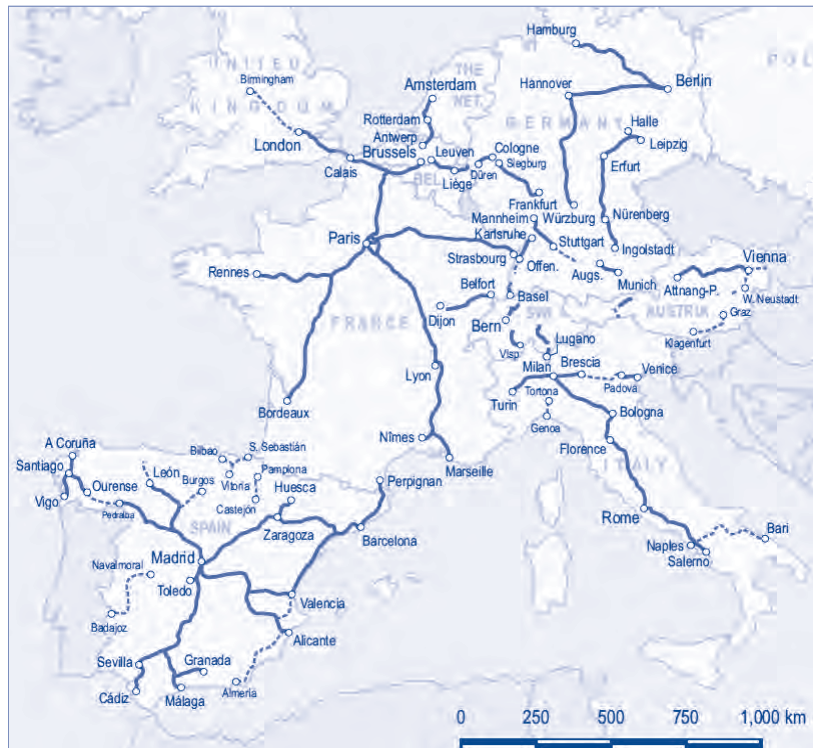 Hamburg
UNITED
KINGDOM
Birmingham
THE
NET.
Amsterdam
Hannover
Berlin
POL
GERMANY
Rotterdam
Halle
Leipzig
London
Antwerp
Brussels
Leuven
Cologne
Siegburg
Erfurt
Calais
BEL
Liège
Düren
Frankfurt
Mannheim
Würzburg
Nürenberg
Karlsruhe
Paris
Stuttgart
Strasbourg
Offen.
Ingolstadt
Rennes
Augs.
Munich
Vienna
Attnang-P.
W. Neustadt
Belfort
Basel
FRANCE
Dijon
Bern
SWI
AUSTRIA
Graz
Klagenfurt
Lugano
Visp
Milan
Brescia
Venice
Padova
Lyon
Turin
Tortona
Genoa
Bordeaux
Bologna
Florence
ITALY
Nîmes
Marseille
A Coruña
Santiago
Bilbao
S. Sebastián
Ourense
León
Burgos
Vitoria
Pamplona
Huesca
Perpignan
Vigo
Pedralba
Castejón
SPAIN
Zaragoza
Barcelona
Rome
Bari
Naples
Salerno
Madrid
Navalmoral
Toledo
Valencia
Badajoz
Alicante
Sevilla
Granada
Cádiz
Málaga
Almería
0 250 500 750 1,000 km